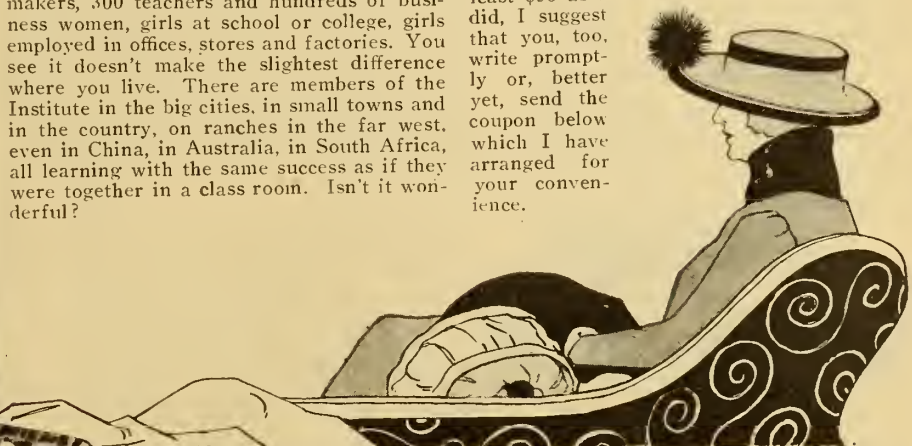 makers, 300 teachers and hundreds of busi-
ness women, girls at school or college, girls
employed in offices, stores and factories. You
see it doesn't make the slightest difference
where you live. There are members of the
Institute in the big cities, in small towns and
in the country, on ranches in the far west,
even in China, in Australia, in South Africa,
all learning with the same success as if they
were together in a class room. Isn't it won-
derful?
did, I suggest
that you, too,
write prompt-
ly or, better
yet, send the
coupon below
which I have
arranged for
your conven-
ience.